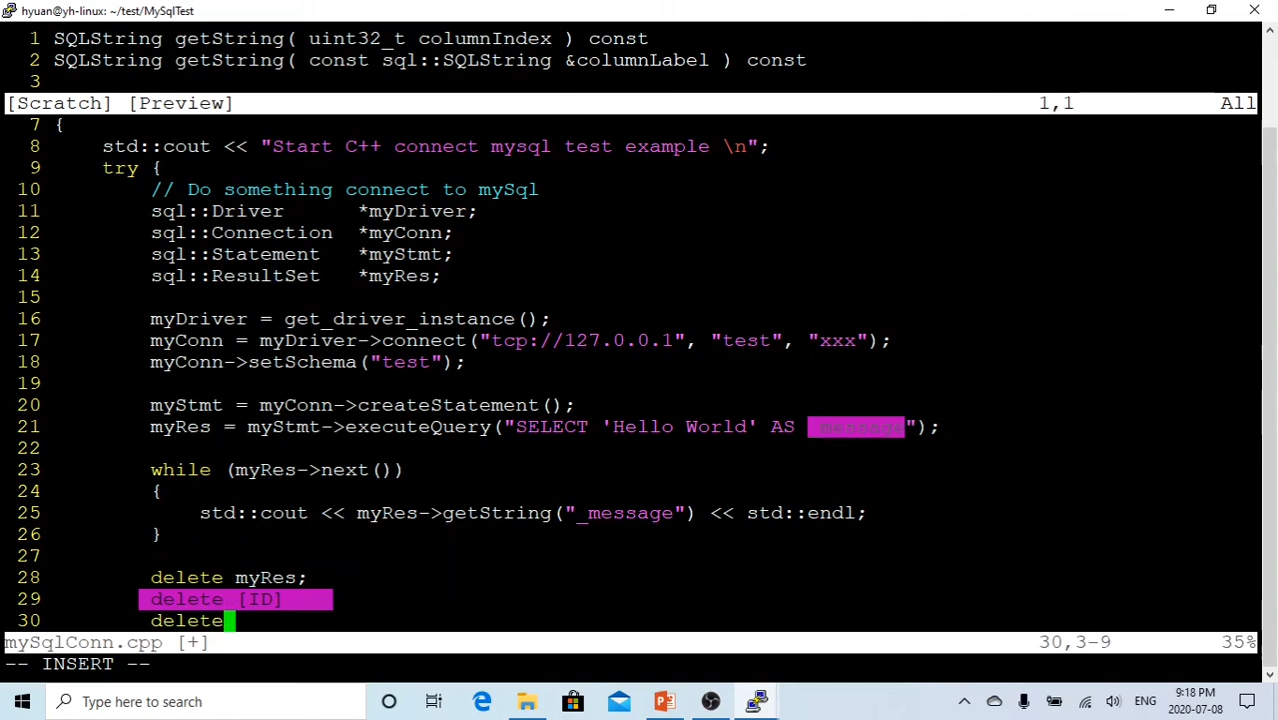 hyuan@yh-linux: ~/test/MySqlTest
1 SQLString getString( uint32_t columnIndex ) const
2 SQLString getString( const sql::SQLString &columnLabel ) const
3
[Scratch] [Preview] 1,1 All
7 {
8 std::cout << "Start C++ connect mysql test example \n";
9 try {
10 // Do something connect to mySql
11 sql::Driver *myDriver;
12 sql::Connection *myConn;
13 sql::Statement *myStmt;
14 sql::ResultSet *myRes;
15
16 myDriver = get_driver_instance();
17 myConn = myDriver->connect("tcp://127.0.0.1", "test", "xxx");
18 myConn->setSchema("test");
19
20 myStmt = myConn->createStatement();
21 myRes = myStmt->executeQuery("SELECT 'Hello World' AS _message");
22
23 while (myRes->next())
24 {
25 std::cout << myRes->getString("_message") << std::endl;
26 }
27
28 delete myRes;
29 delete [ID]
30 delete
mySqlConn.cpp [+] 30,3-9 35%
-- INSERT --
Type here to search
ENG
9:18 PM
2020-07-08